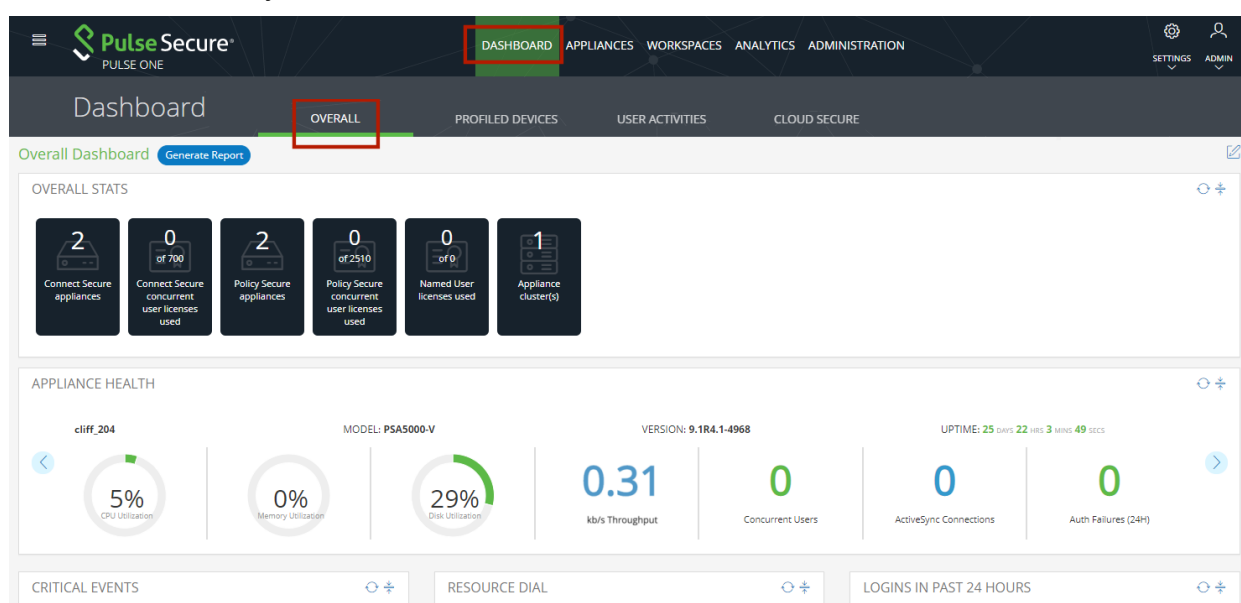 Pulse Secure®
PULSE ONE
DASHBOARD APPLIANCES WORKSPACES ANALYTICS ADMINISTRATION
SETTINGS ADMIN
Dashboard
OVERALL PROFILED DEVICES USER ACTIVITIES CLOUD SECURE
Overall Dashboard Generate Report
OVERALL STATS
2
Connect Secure
appliances
0
of 700
Connect Secure
concurrent
user licenses
used
2
Policy Secure
appliances
0
of 2510
Policy Secure
concurrent
user licenses
used
0
of 0
Named User
licenses used
1
Appliance
cluster(s)
APPLIANCE HEALTH
cliff_204 MODEL: PSA5000-V VERSION: 9.1R4.1-4968 UPTIME: 25 DAYS 22 HRS 3 MINS 49 SECS
5%
CPU Utilization
0%
Memory Utilization
29%
Disk Utilization
0.31
kb/s Throughput
0
Concurrent Users
0
ActiveSync Connections
0
Auth Failures (24H)
CRITICAL EVENTS RESOURCE DIAL LOGINS IN PAST 24 HOURS